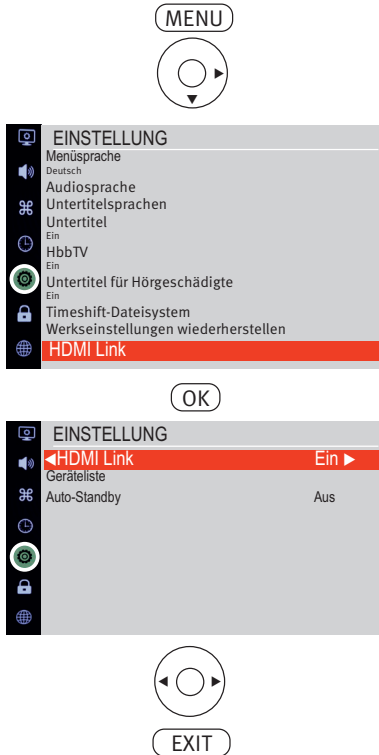 MENU
EINSTELLUNG
Menüsprache
Deutsch
Audiosprache
Untertitelsprachen
Untertitel
Ein
HbbTV
Ein
Untertitel für Hörgeschädigte
Ein
Timeshift-Dateisystem
Werkseinstellungen wiederherstellen
HDMI Link
OK
EINSTELLUNG
◀HDMI Link Ein ▶
Geräteliste
Auto-Standby Aus
EXIT